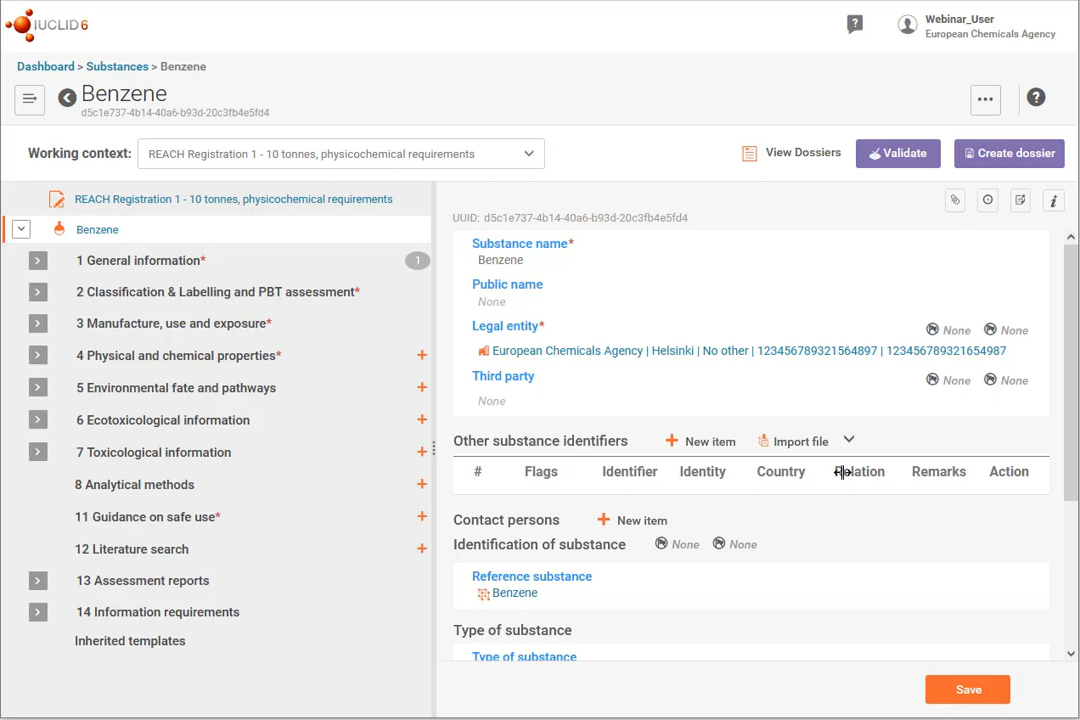 IUCLID 6
Webinar_User
European Chemicals Agency
Dashboard > Substances > Benzene
Benzene
d5c1e737-4b14-40a6-b93d-20c3fb4e5fd4
Working context: REACH Registration 1 - 10 tonnes, physicochemical requirements
View Dossiers
Validate
Create dossier
REACH Registration 1 - 10 tonnes, physicochemical requirements
Benzene
1 General information* 1
2 Classification & Labelling and PBT assessment*
3 Manufacture, use and exposure*
4 Physical and chemical properties* +
5 Environmental fate and pathways +
6 Ecotoxicological information +
7 Toxicological information +
8 Analytical methods +
11 Guidance on safe use* +
12 Literature search +
13 Assessment reports
14 Information requirements
Inherited templates
UUID: d5c1e737-4b14-40a6-b93d-20c3fb4e5fd4
Substance name*
Benzene
Public name
None
Legal entity* None None
European Chemicals Agency | Helsinki | No other | 123456789321564897 | 123456789321654987
Third party None None
None
Other substance identifiers + New item Import file
# Flags Identifier Identity Country Relation Remarks Action
Contact persons + New item
Identification of substance None None
Reference substance
Benzene
Type of substance
Type of substance
Save